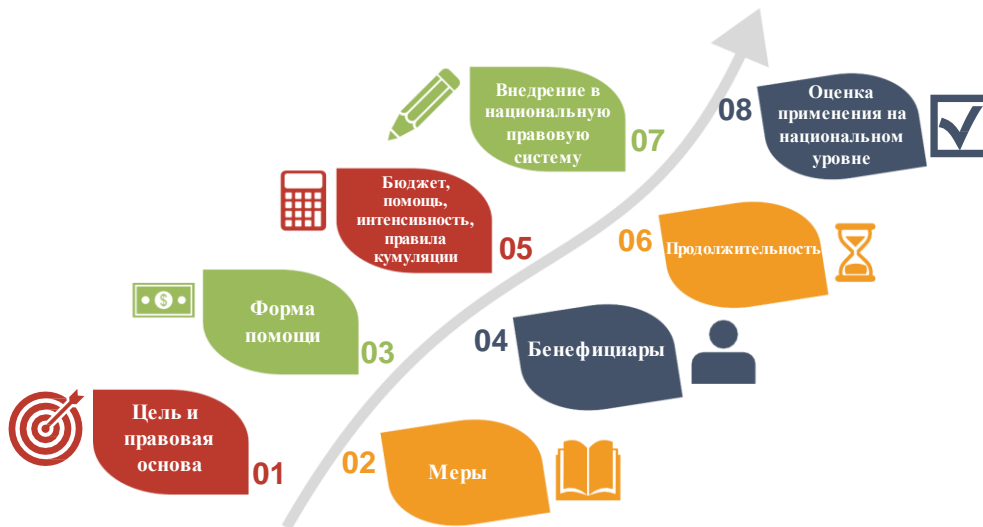 Цель и
правовая
основа
01
02
Меры
Форма
помощи
03
04
Бенефициары
Бюджет,
помощь,
интенсивность,
правила
кумуляции
05
06
Продолжительность
Внедрение в
национальную
правовую
систему
07
08
Оценка
применения на
национальном
уровне
$